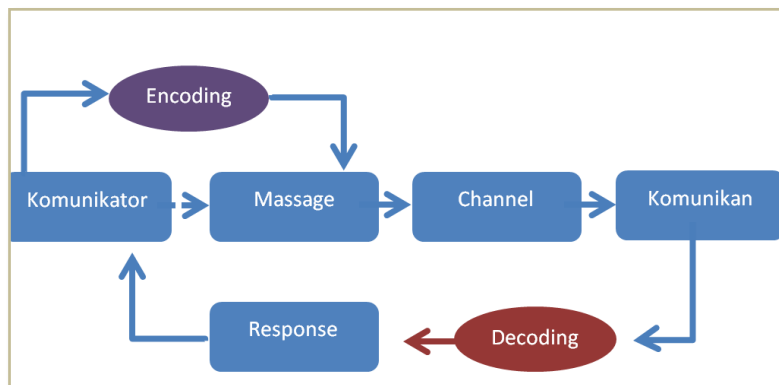 Encoding
Komunikator
Massage
Channel
Komunikan
Response
Decoding